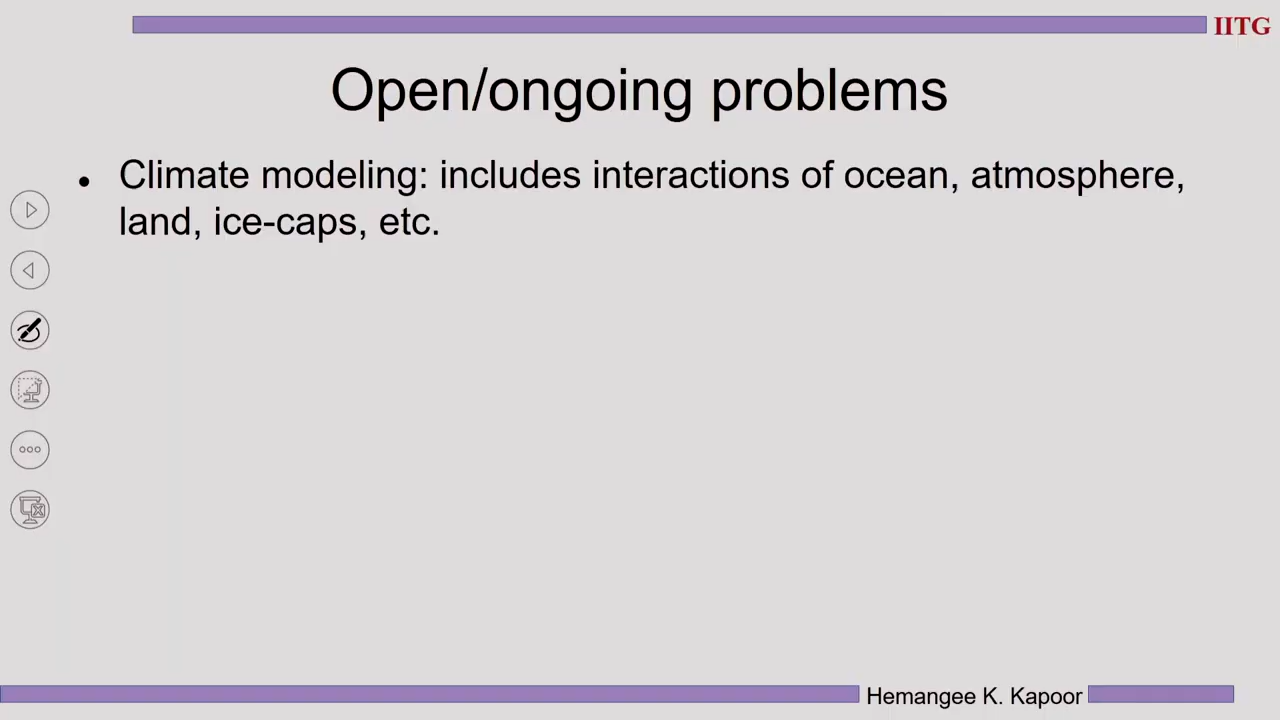 IITG
Open/ongoing problems
● Climate modeling: includes interactions of ocean, atmosphere,
land, ice-caps, etc.
Hemangee K. Kapoor